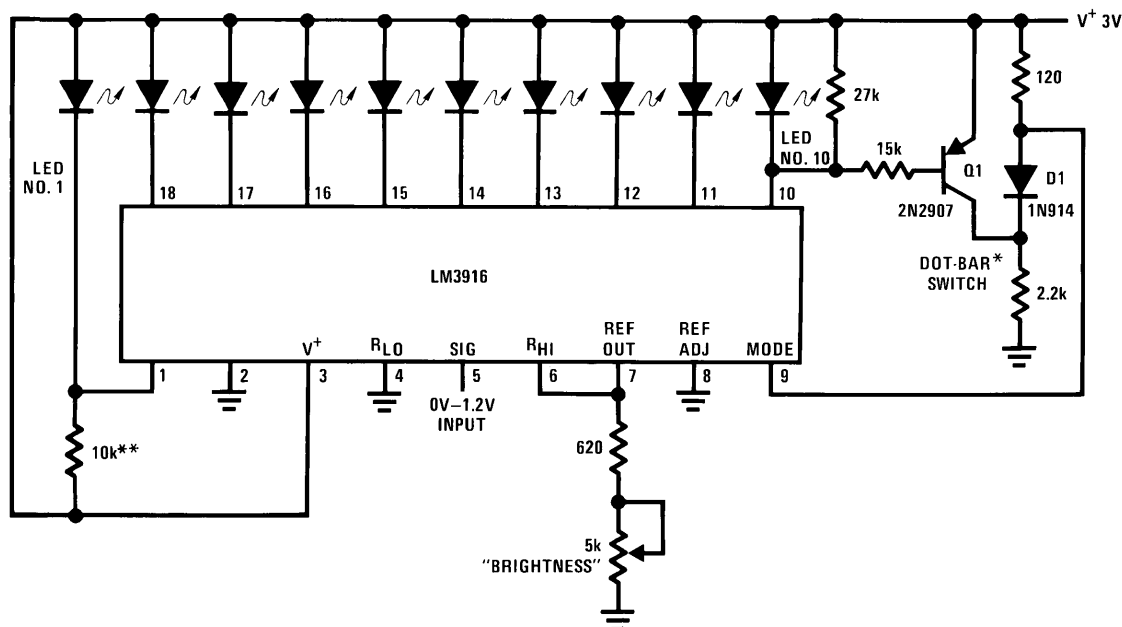 V+ 3V
120
27k
LED
NO. 1
LED
NO. 10
15k
Q1
D1
2N2907
1N914
18
17
16
15
14
13
12
11
10
DOT-BAR*
SWITCH
LM3916
2.2k
V+
RLO
SIG
RHI
REF
OUT
REF
ADJ
MODE
1
2
3
4
5
6
7
8
9
0V–1.2V
INPUT
10k**
620
5k
"BRIGHTNESS"